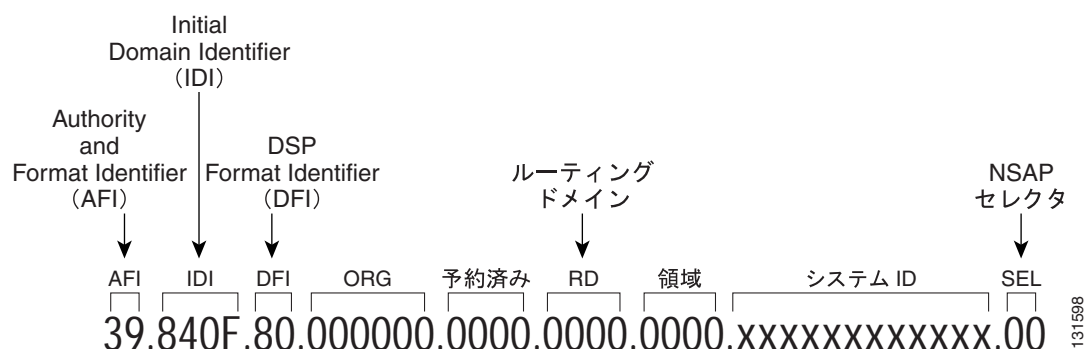 Initial
Domain Identifier
（IDI）
Authority
and
Format Identifier
（AFI）
DSP
Format Identifier
（DFI）
ルーティング
ドメイン
NSAP
セレクタ
AFI IDI DFI ORG 予約済み RD 領域 システム ID SEL
39.840F.80.000000.0000.0000.0000.xxxxxxxxxxxx.00
131598